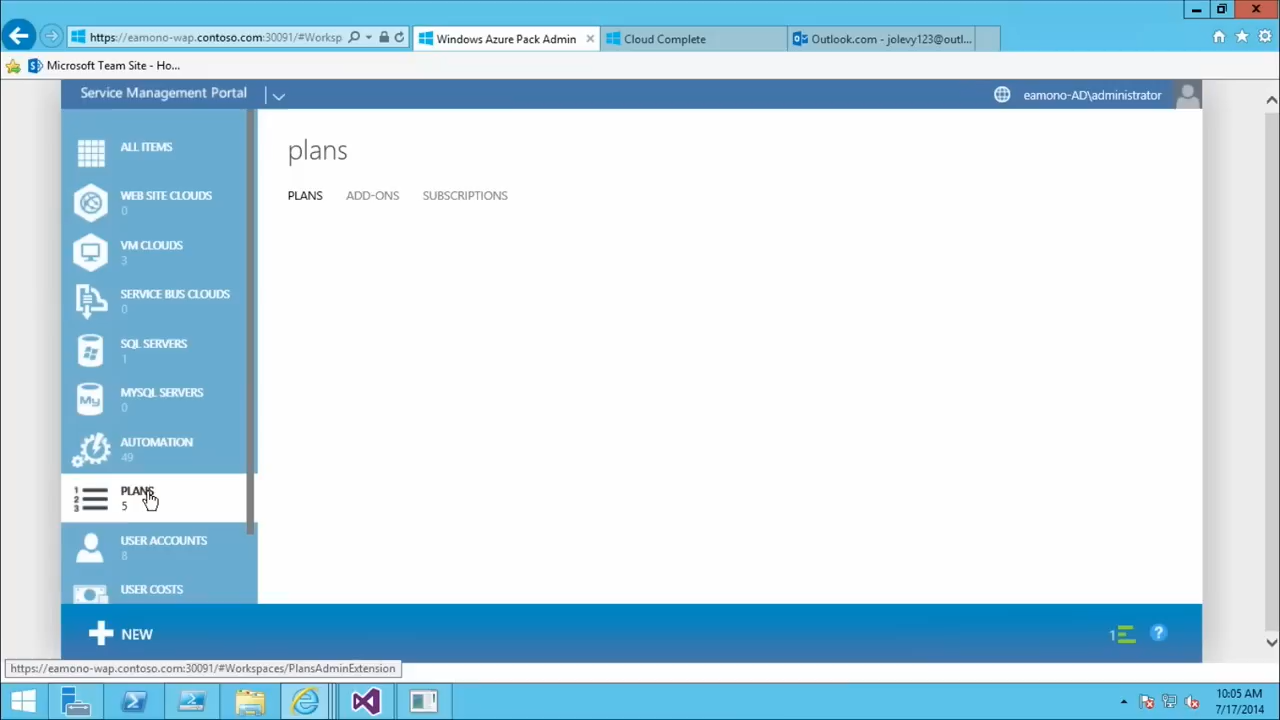 https://eamono-wap.contoso.com:30091/#Worksp
Windows Azure Pack Admin
Cloud Complete
Outlook.com - jolevy123@outl...
Microsoft Team Site - Ho...
Service Management Portal
eamono-AD\administrator
ALL ITEMS
WEB SITE CLOUDS
0
VM CLOUDS
3
SERVICE BUS CLOUDS
0
SQL SERVERS
1
MYSQL SERVERS
0
My
AUTOMATION
49
PLANS
5
1
2
3
USER ACCOUNTS
8
USER COSTS
plans
PLANS ADD-ONS SUBSCRIPTIONS
NEW
1
?
https://eamono-wap.contoso.com:30091/#Workspaces/PlansAdminExtension
10:05 AM
7/17/2014